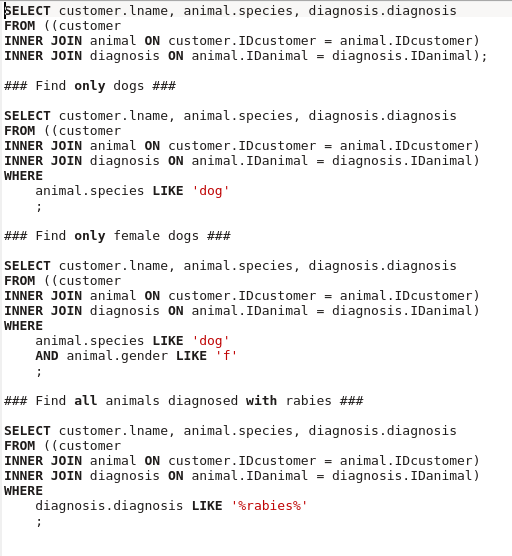 SELECT customer.lname, animal.species, diagnosis.diagnosis
FROM ((customer
INNER JOIN animal ON customer.IDcustomer = animal.IDcustomer)
INNER JOIN diagnosis ON animal.IDanimal = diagnosis.IDanimal);

### Find only dogs ###

SELECT customer.lname, animal.species, diagnosis.diagnosis
FROM ((customer
INNER JOIN animal ON customer.IDcustomer = animal.IDcustomer)
INNER JOIN diagnosis ON animal.IDanimal = diagnosis.IDanimal)
WHERE
    animal.species LIKE 'dog'
    ;

### Find only female dogs ###

SELECT customer.lname, animal.species, diagnosis.diagnosis
FROM ((customer
INNER JOIN animal ON customer.IDcustomer = animal.IDcustomer)
INNER JOIN diagnosis ON animal.IDanimal = diagnosis.IDanimal)
WHERE
    animal.species LIKE 'dog'
    AND animal.gender LIKE 'f'
    ;

### Find all animals diagnosed with rabies ###

SELECT customer.lname, animal.species, diagnosis.diagnosis
FROM ((customer
INNER JOIN animal ON customer.IDcustomer = animal.IDcustomer)
INNER JOIN diagnosis ON animal.IDanimal = diagnosis.IDanimal)
WHERE
    diagnosis.diagnosis LIKE '%rabies%'
    ;